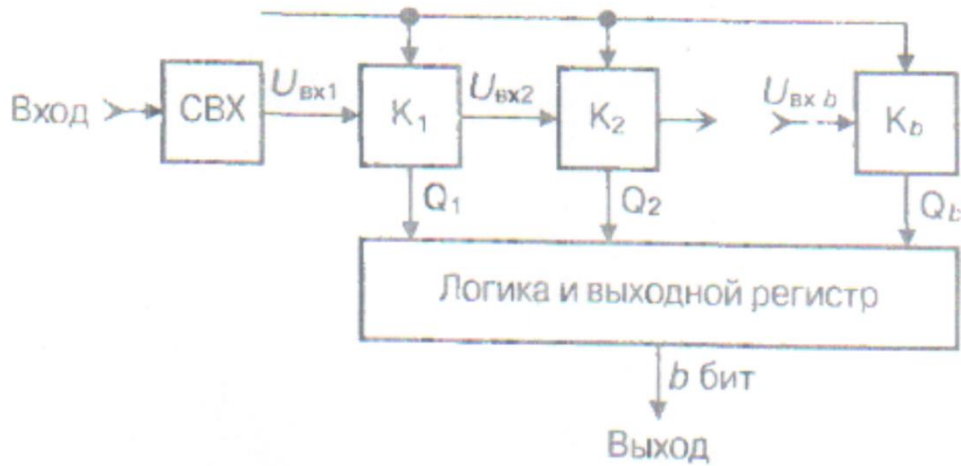 Вход
СВХ
Uвх1
K1
Uвх2
K2
Uвх b
Kb
Q1
Q2
Qb
Логика и выходной регистр
b бит
Выход